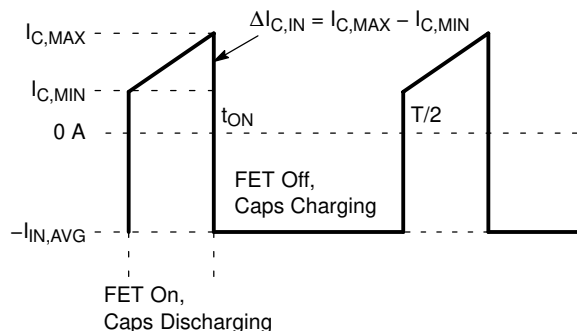 I_C,MAX
ΔI_C,IN = I_C,MAX – I_C,MIN
I_C,MIN
t_ON
T/2
0 A
FET Off,
Caps Charging
–I_IN,AVG
FET On,
Caps Discharging